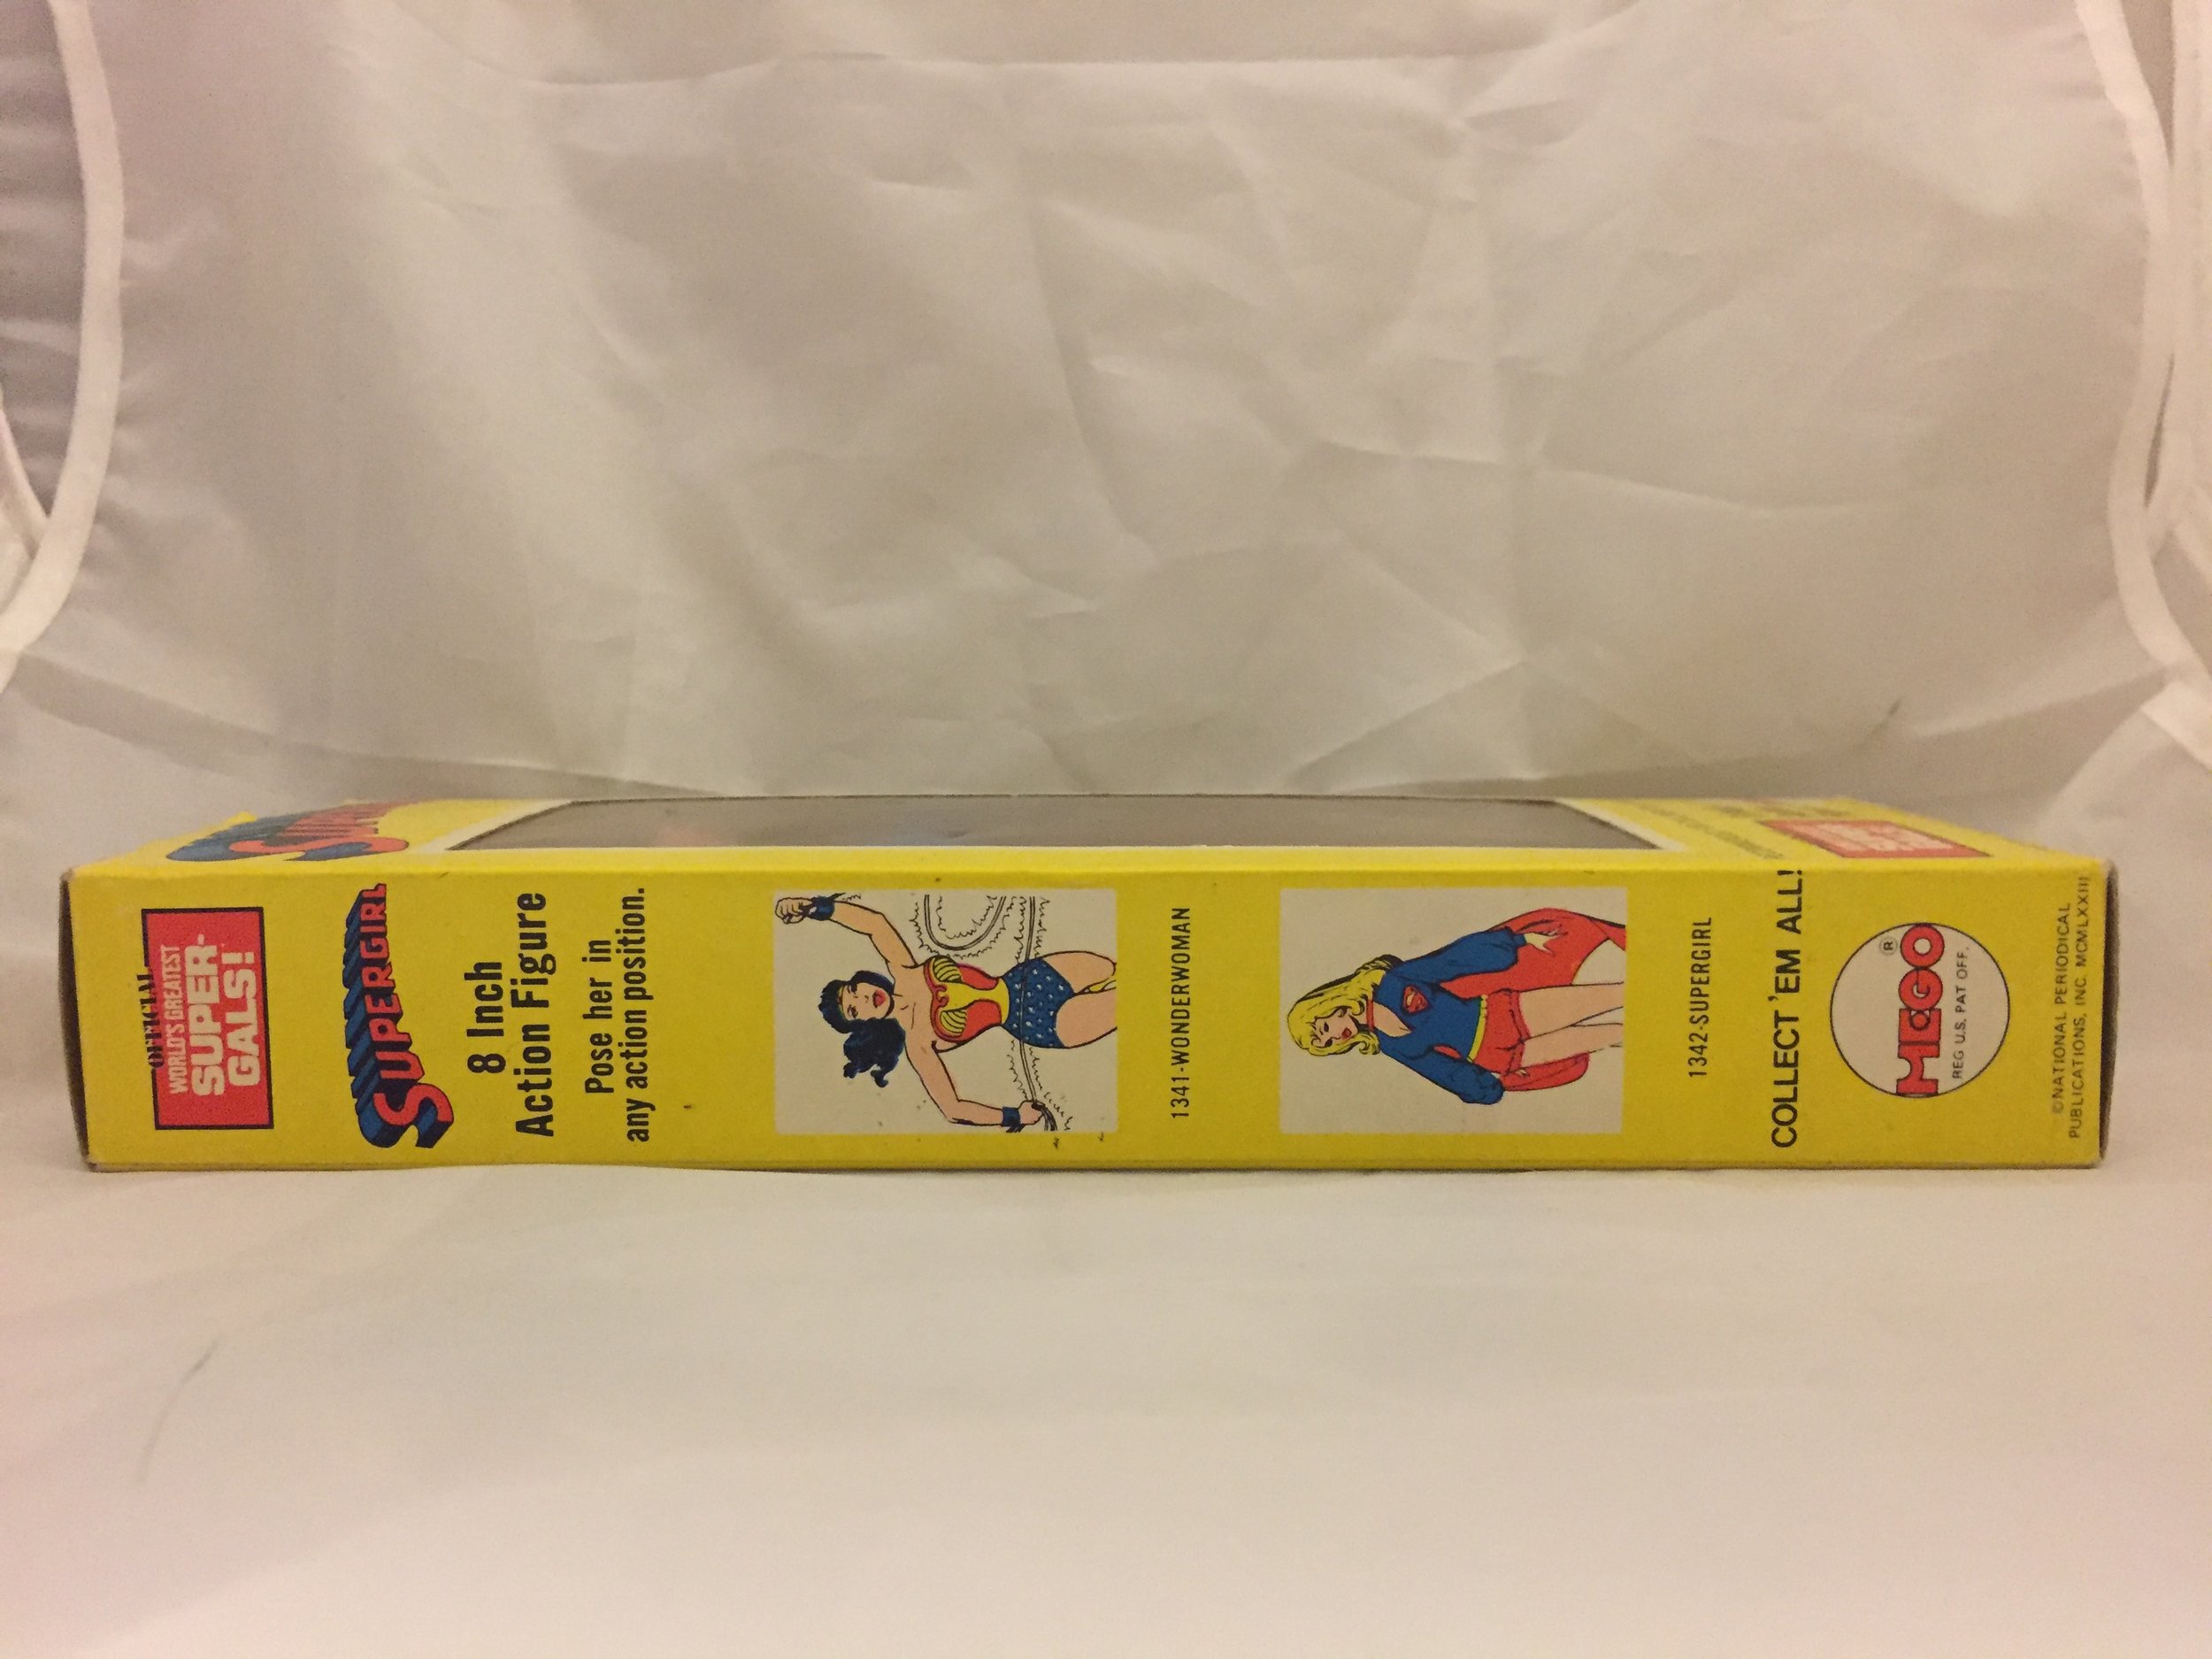 OFFICIAL
WORLD'S GREATEST
SUPER-
GALS!
SUPERGIRL
8 Inch
Action Figure
Pose her in
any action position.
1341-WONDERWOMAN
1342-SUPERGIRL
COLLECT 'EM ALL!
MEGO ®
REG U.S. PAT OFF.
©NATIONAL PERIODICAL
PUBLICATIONS, INC. MCMLXXIII